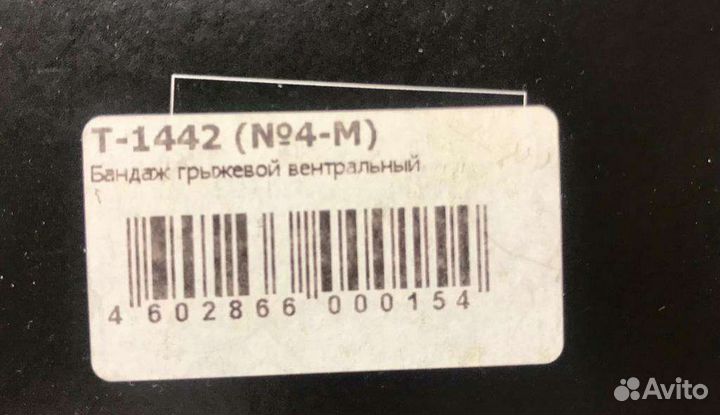 Т-1442 (№4-М)
Бандаж грыжевой вентральный
4 602866 000154
Avito